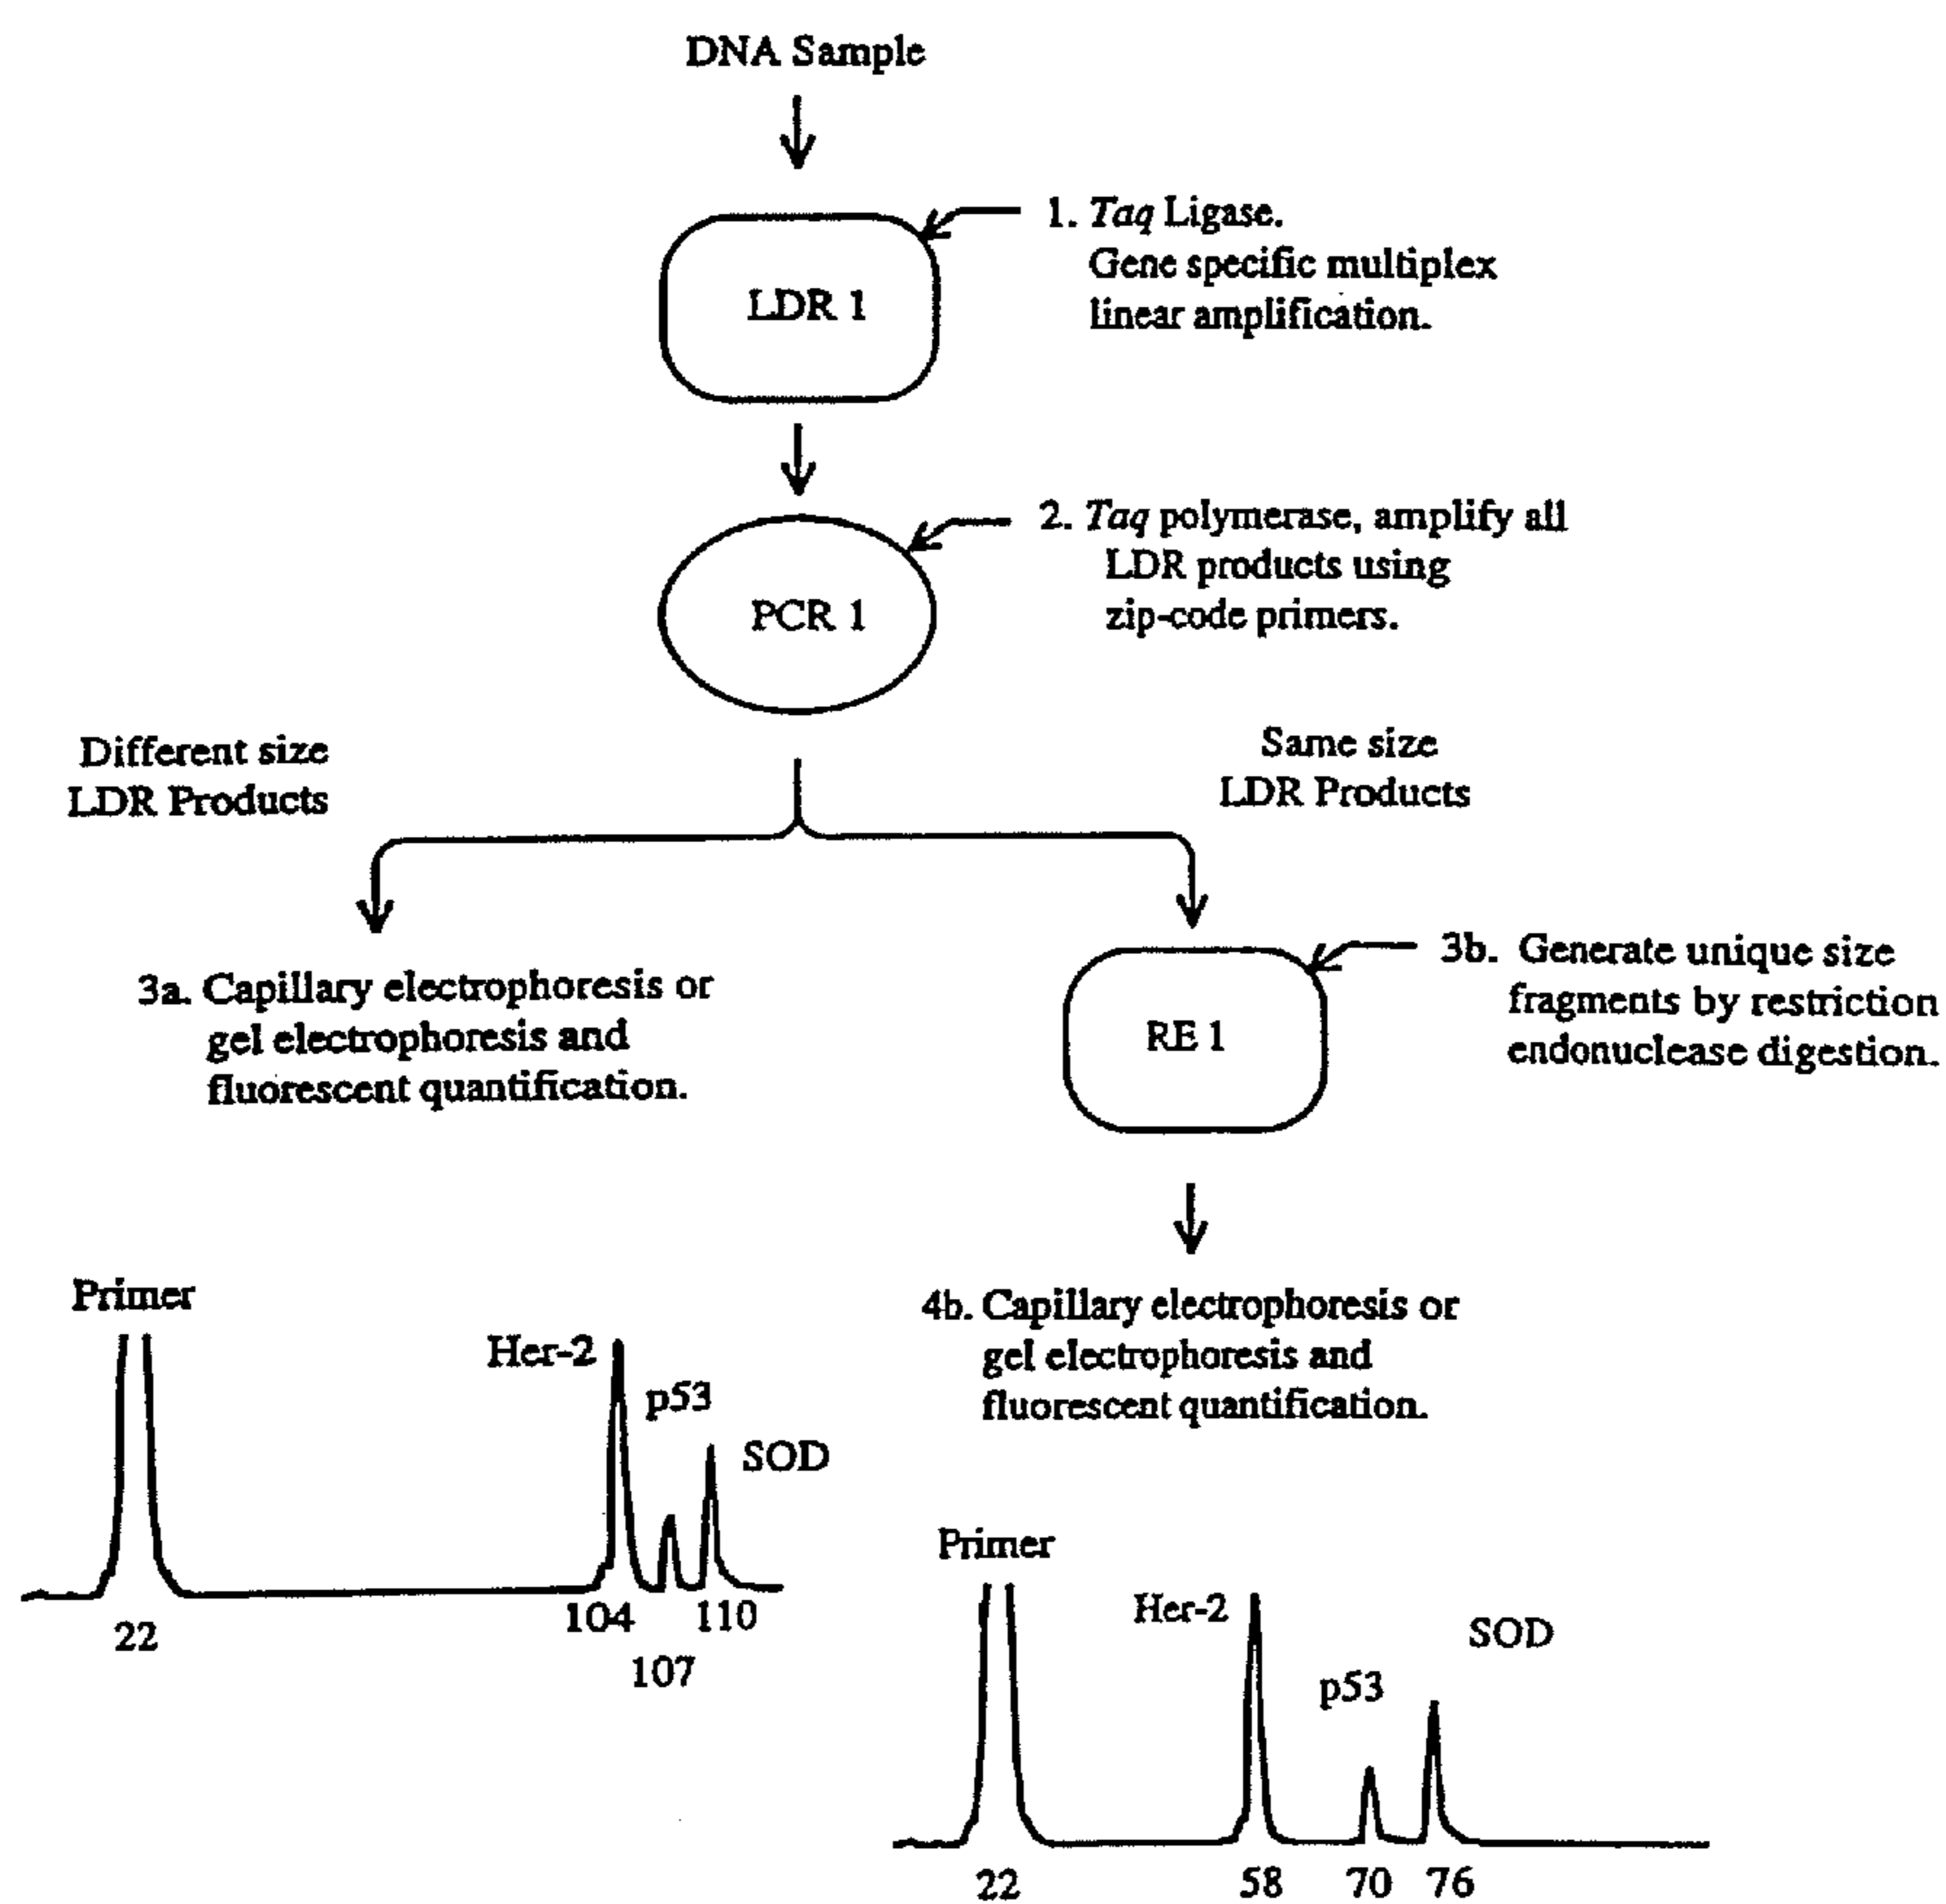 DNA Sample
1. Taq Ligase.
Gene specific multiplex
linear amplification.
LDR 1
2. Taq polymerase, amplify all
LDR products using
zip-code primers.
PCR 1
Different size
LDR Products
Same size
LDR Products
3a. Capillary electrophoresis or
gel electrophoresis and
fluorescent quantification.
3b. Generate unique size
fragments by restriction
endonuclease digestion.
RE 1
4b. Capillary electrophoresis or
gel electrophoresis and
fluorescent quantification.
Primer
Her-2
p53
SOD
22
104
107
110
Primer
Her-2
p53
SOD
22
58
70
76